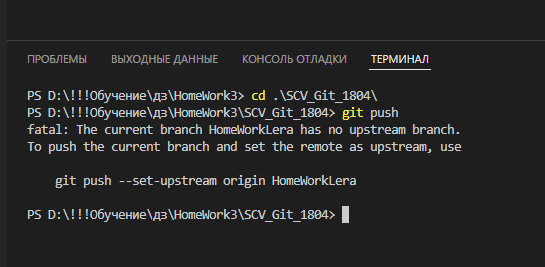 ПРОБЛЕМЫ ВЫХОДНЫЕ ДАННЫЕ КОНСОЛЬ ОТЛАДКИ ТЕРМИНАЛ
PS D:\!!!Обучение\дз\HomeWork3> cd .\SCV_Git_1804\
PS D:\!!!Обучение\дз\HomeWork3\SCV_Git_1804> git push
fatal: The current branch HomeWorkLera has no upstream branch.
To push the current branch and set the remote as upstream, use
git push --set-upstream origin HomeWorkLera
PS D:\!!!Обучение\дз\HomeWork3\SCV_Git_1804>